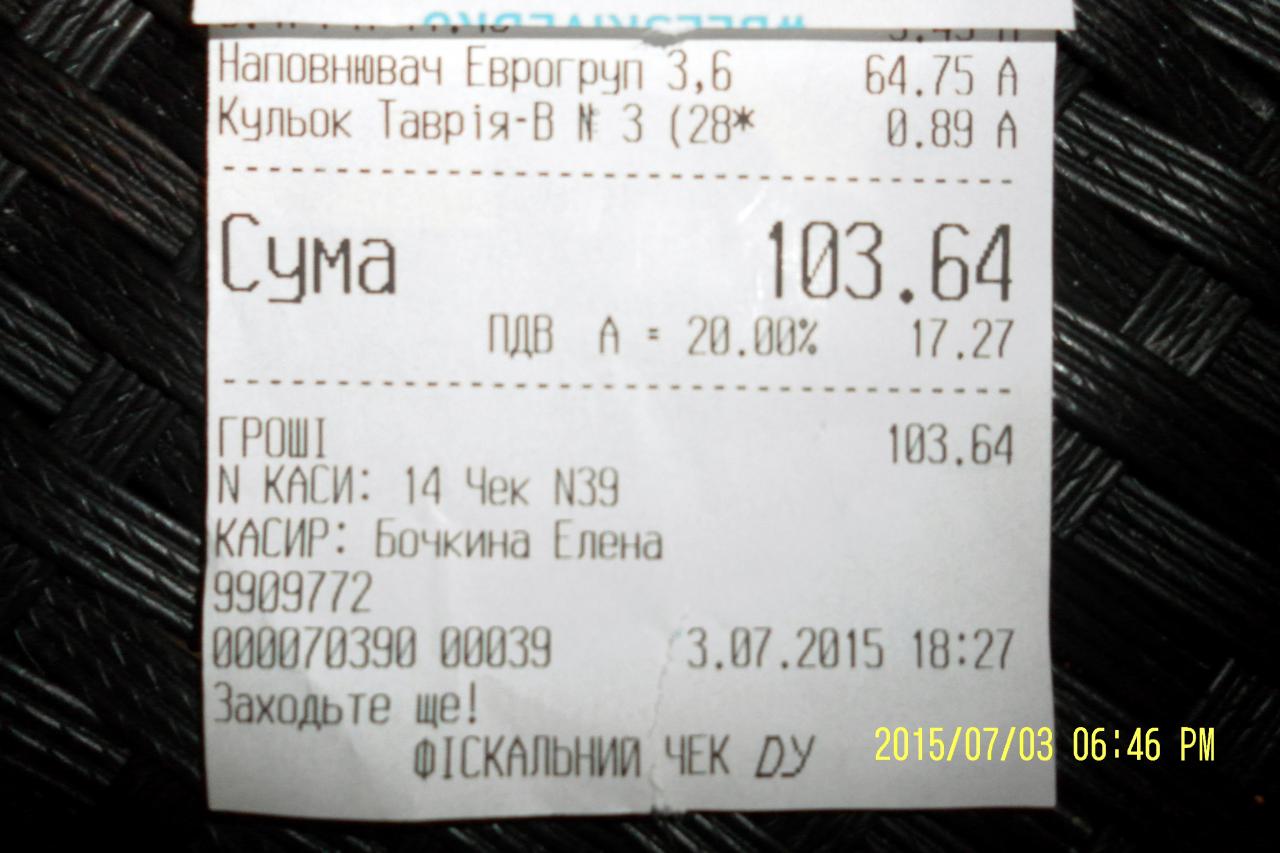 Наповнювач Еврогруп 3,6 64.75 А
Кульок Таврія-В № 3 (28* 0.89 А
Сума 103.64
ПДВ А = 20.00% 17.27
ГРОШІ 103.64
N КАСИ: 14 Чек N39
КАСИР: Бочкина Елена
9909772
000070390 00039 3.07.2015 18:27
Заходьте ще!
ФІСКАЛЬНИЙ ЧЕК DУ
2015/07/03 06:46 PM